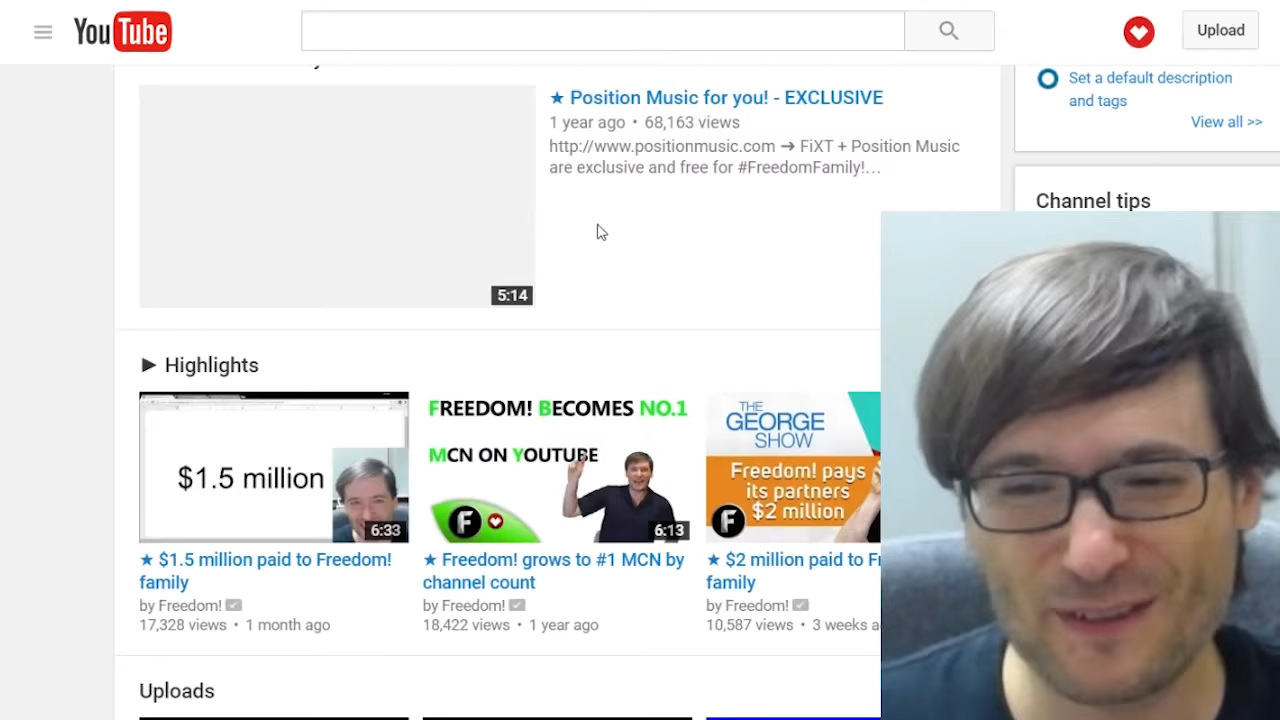 YouTube
Upload
Set a default description
and tags
View all >>
★ Position Music for you! - EXCLUSIVE
1 year ago • 68,163 views
http://www.positionmusic.com ➔ FiXT + Position Music
are exclusive and free for #FreedomFamily!…
5:14
Channel tips
Highlights
$1.5 million
6:33
★ $1.5 million paid to Freedom!
family
by Freedom!
17,328 views • 1 month ago
FREEDOM! BECOMES NO.1
MCN ON YOUTUBE
F
6:13
★ Freedom! grows to #1 MCN by
channel count
by Freedom!
18,422 views • 1 year ago
THE
GEORGE
SHOW
Freedom! pays
its partners
$2 million
F
★ $2 million paid to F
family
by Freedom!
10,587 views • 3 weeks a
Uploads